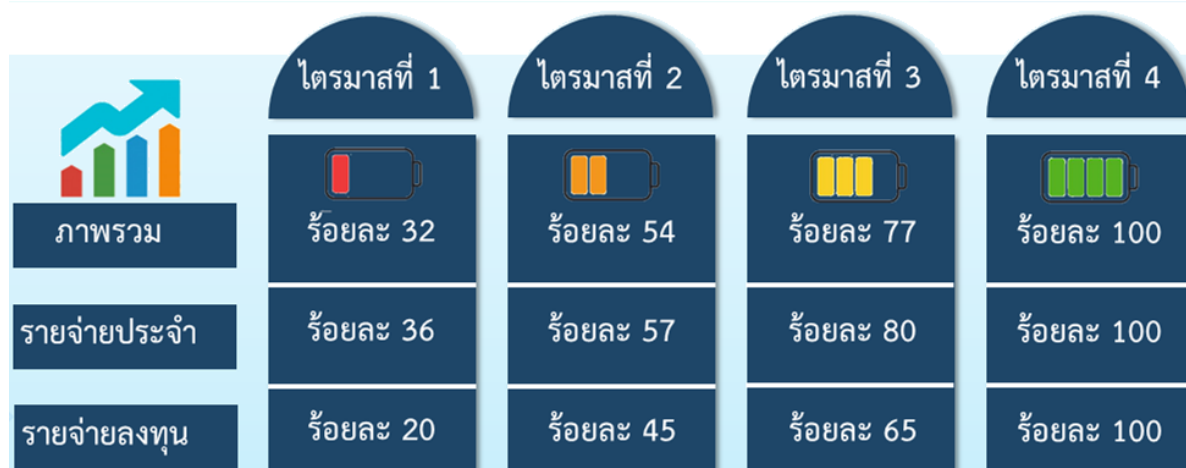 ไตรมาสที่ 1 ไตรมาสที่ 2 ไตรมาสที่ 3 ไตรมาสที่ 4
ภาพรวม ร้อยละ 32 ร้อยละ 54 ร้อยละ 77 ร้อยละ 100
รายจ่ายประจำ ร้อยละ 36 ร้อยละ 57 ร้อยละ 80 ร้อยละ 100
รายจ่ายลงทุน ร้อยละ 20 ร้อยละ 45 ร้อยละ 65 ร้อยละ 100